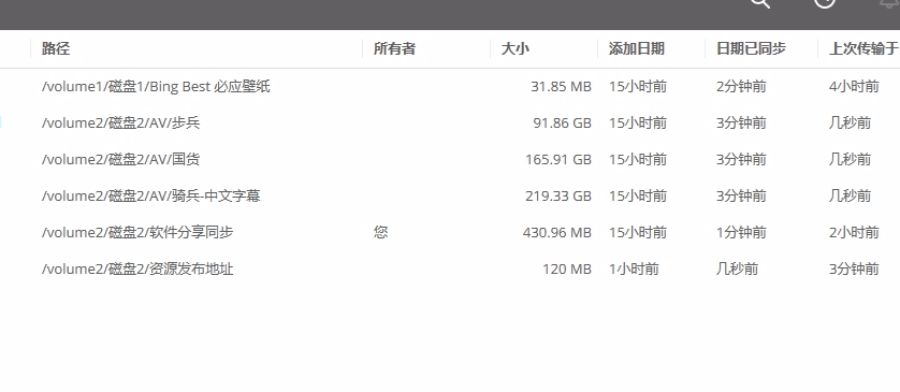 路径 所有者 大小 添加日期 日期已同步 上次传输于
/volume1/磁盘1/Bing Best 必应壁纸 31.85 MB 15小时前 2分钟前 4小时前
/volume2/磁盘2/AV/步兵 91.86 GB 15小时前 3分钟前 几秒前
/volume2/磁盘2/AV/国货 165.91 GB 15小时前 3分钟前 几秒前
/volume2/磁盘2/AV/骑兵-中文字幕 219.33 GB 15小时前 3分钟前 几秒前
/volume2/磁盘2/软件分享同步 您 430.96 MB 15小时前 1分钟前 2小时前
/volume2/磁盘2/资源发布地址 120 MB 1小时前 几秒前 3分钟前